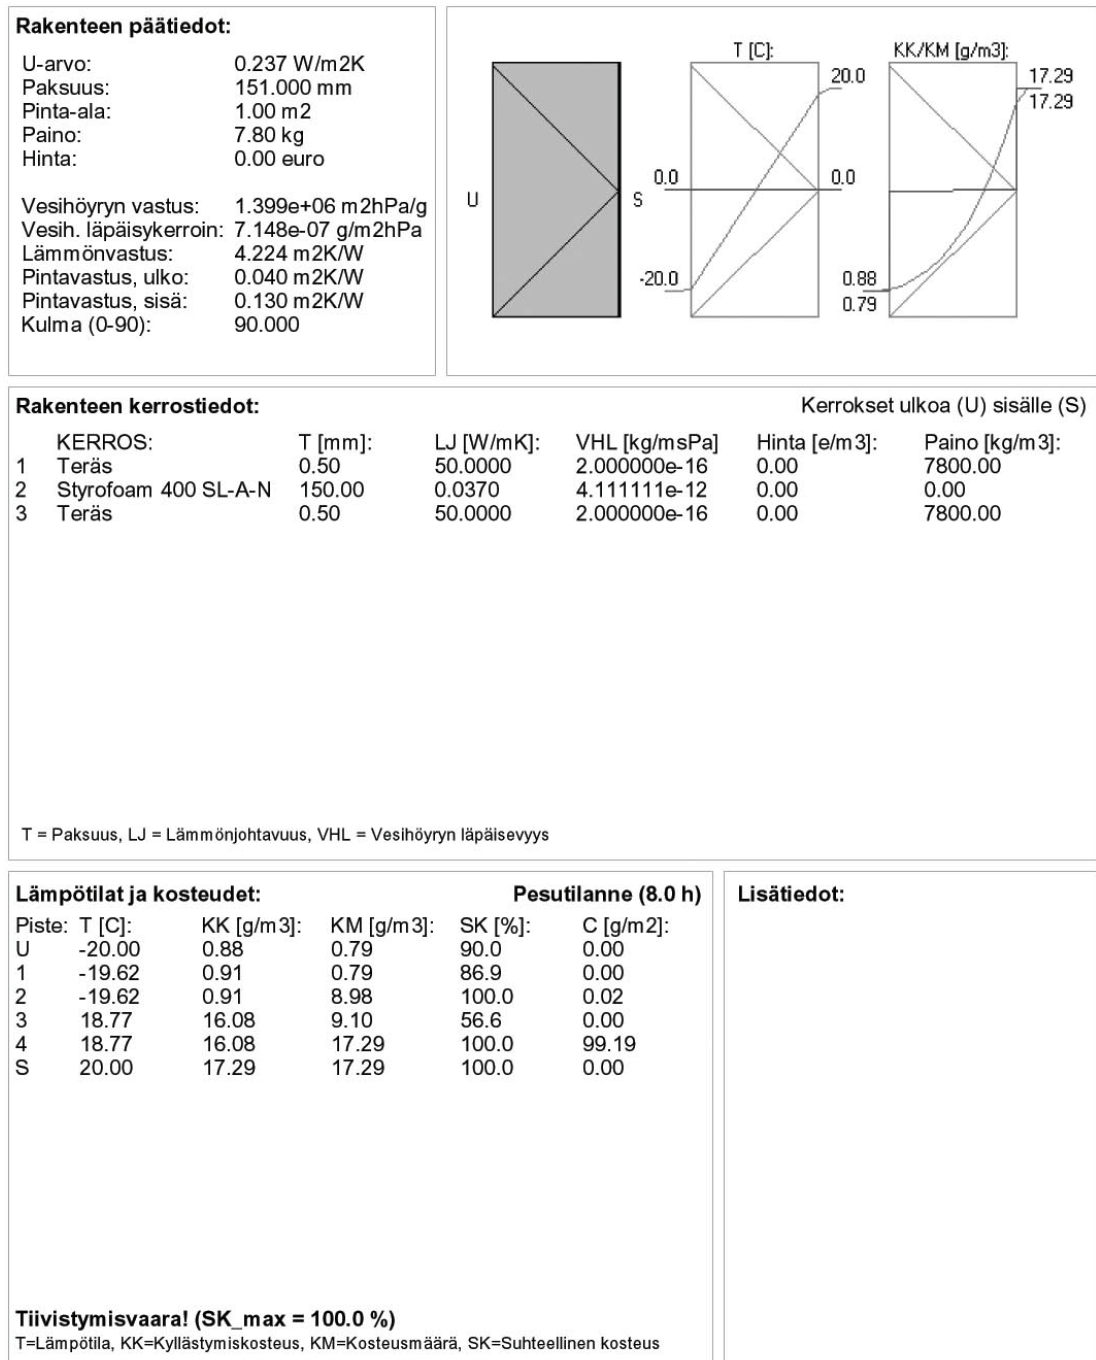 Rakenteen päätiedot:
U-arvo: 0.237 W/m2K
Paksuus: 151.000 mm
Pinta-ala: 1.00 m2
Paino: 7.80 kg
Hinta: 0.00 euro
Vesihöyryn vastus: 1.399e+06 m2hPa/g
Vesih. läpäisykerroin: 7.148e-07 g/m2hPa
Lämmönvastus: 4.224 m2K/W
Pintavastus, ulko: 0.040 m2K/W
Pintavastus, sisä: 0.130 m2K/W
Kulma (0-90): 90.000
T [C]: KK/KM [g/m3]:
20.0 17.29
17.29
U S 0.0 0.0
-20.0 0.88
0.79
Rakenteen kerrostiedot: Kerrokset ulkoa (U) sisälle (S)
KERROS: T [mm]: LJ [W/mK]: VHL [kg/msPa] Hinta [e/m3]: Paino [kg/m3]:
1 Teräs 0.50 50.0000 2.000000e-16 0.00 7800.00
2 Styrofoam 400 SL-A-N 150.00 0.0370 4.111111e-12 0.00 0.00
3 Teräs 0.50 50.0000 2.000000e-16 0.00 7800.00
T = Paksuus, LJ = Lämmönjohtavuus, VHL = Vesihöyryn läpäisevyys
Lämpötilat ja kosteudet: Pesutilanne (8.0 h)
Piste: T [C]: KK [g/m3]: KM [g/m3]: SK [%]: C [g/m2]:
U -20.00 0.88 0.79 90.0 0.00
1 -19.62 0.91 0.79 86.9 0.00
2 -19.62 0.91 8.98 100.0 0.02
3 18.77 16.08 9.10 56.6 0.00
4 18.77 16.08 17.29 100.0 99.19
S 20.00 17.29 17.29 100.0 0.00
Tiivistymisvaara! (SK_max = 100.0 %)
T=Lämpötila, KK=Kyllästymiskosteus, KM=Kosteusmäärä, SK=Suhteellinen kosteus
Lisätiedot: